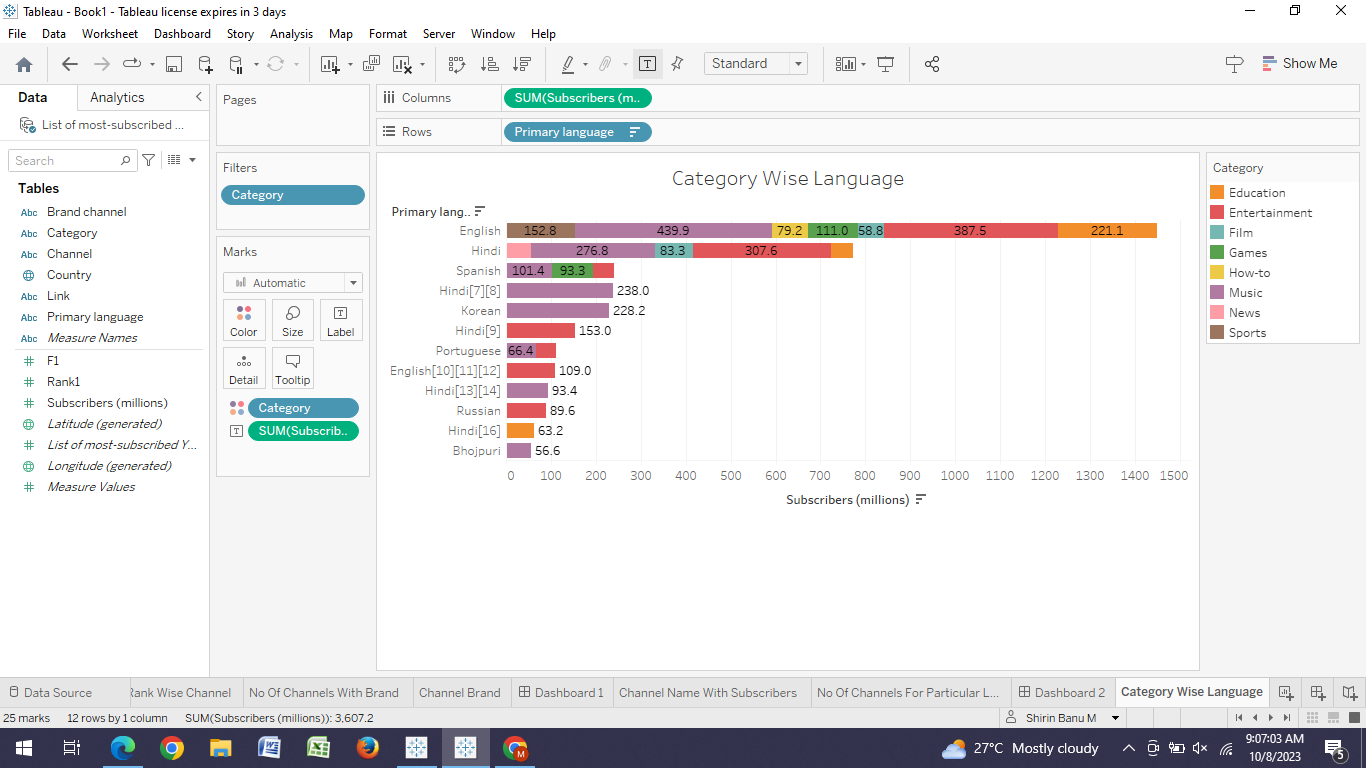 Tableau - Book1 - Tableau license expires in 3 days
File Data Worksheet Dashboard Story Analysis Map Format Server Window Help
Standard
Show Me
Data Analytics
List of most-subscribed ...
Search
Tables
Abc Brand channel
Abc Category
Abc Channel
Country
Abc Link
Abc Primary language
Abc Measure Names
F1
Rank1
Subscribers (millions)
Latitude (generated)
List of most-subscribed Y...
Longitude (generated)
Measure Values
Pages
Filters
Category
Marks
Automatic
Color Size Label
Detail Tooltip
Category
SUM(Subscrib..
Columns SUM(Subscribers (m..
Rows Primary language
Category Wise Language
Primary lang..
English 152.8 439.9 79.2 111.0 58.8 387.5 221.1
Hindi 276.8 83.3 307.6
Spanish 101.4 93.3
Hindi[7][8] 238.0
Korean 228.2
Hindi[9] 153.0
Portuguese 66.4
English[10][11][12] 109.0
Hindi[13][14] 93.4
Russian 89.6
Hindi[16] 63.2
Bhojpuri 56.6
0 100 200 300 400 500 600 700 800 900 1000 1100 1200 1300 1400 1500
Subscribers (millions)
Category
Education
Entertainment
Film
Games
How-to
Music
News
Sports
Data Source Rank Wise Channel No Of Channels With Brand Channel Brand Dashboard 1 Channel Name With Subscribers No Of Channels For Particular L... Dashboard 2 Category Wise Language
25 marks 12 rows by 1 column SUM(Subscribers (millions)): 3,607.2 Shirin Banu M
27°C Mostly cloudy
9:07:03 AM
10/8/2023
5